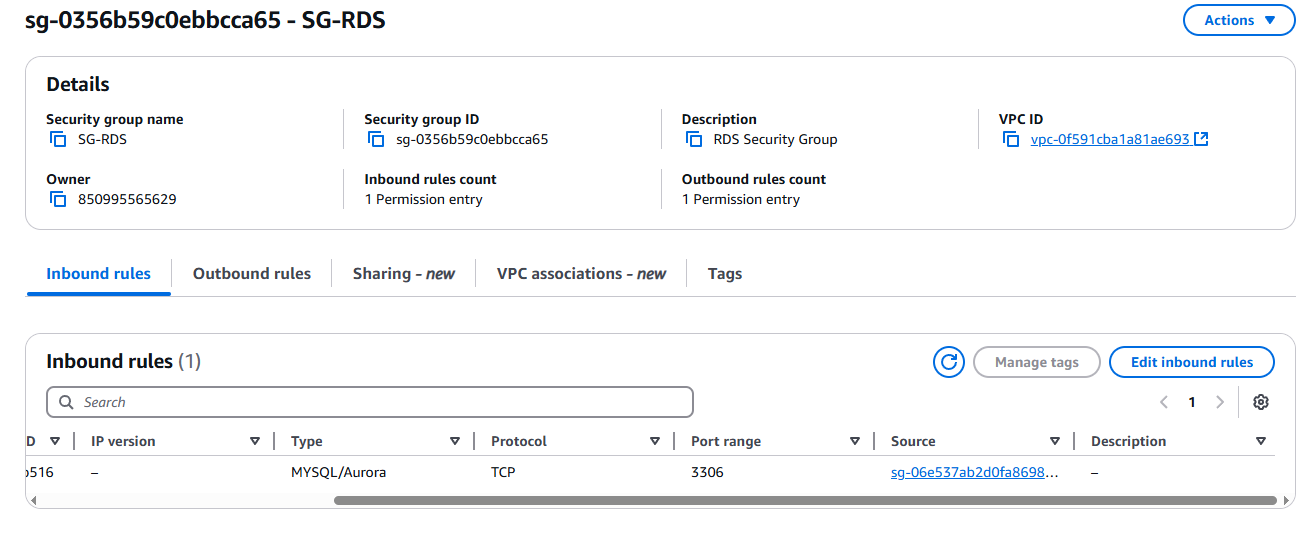 sg-0356b59c0ebbcca65 - SG-RDS
Actions
Details
Security group name
SG-RDS
Security group ID
sg-0356b59c0ebbcca65
Description
RDS Security Group
VPC ID
vpc-0f591cba1a81ae693
Owner
850995565629
Inbound rules count
1 Permission entry
Outbound rules count
1 Permission entry
Inbound rules
Outbound rules
Sharing - new
VPC associations - new
Tags
Inbound rules (1)
Manage tags
Edit inbound rules
Search
1
D IP version Type Protocol Port range Source Description
516 – MYSQL/Aurora TCP 3306 sg-06e537ab2d0fa8698… –